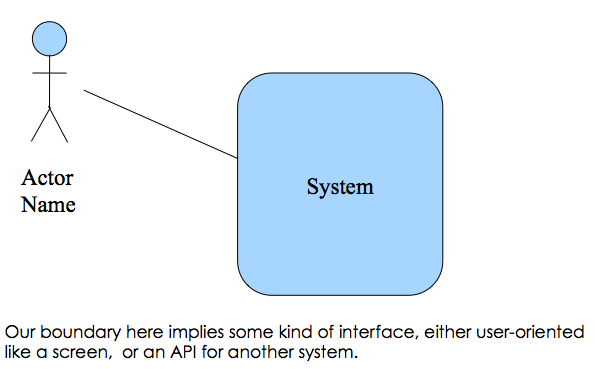 Actor
Name
System
Our boundary here implies some kind of interface, either user-oriented
like a screen,  or an API for another system.